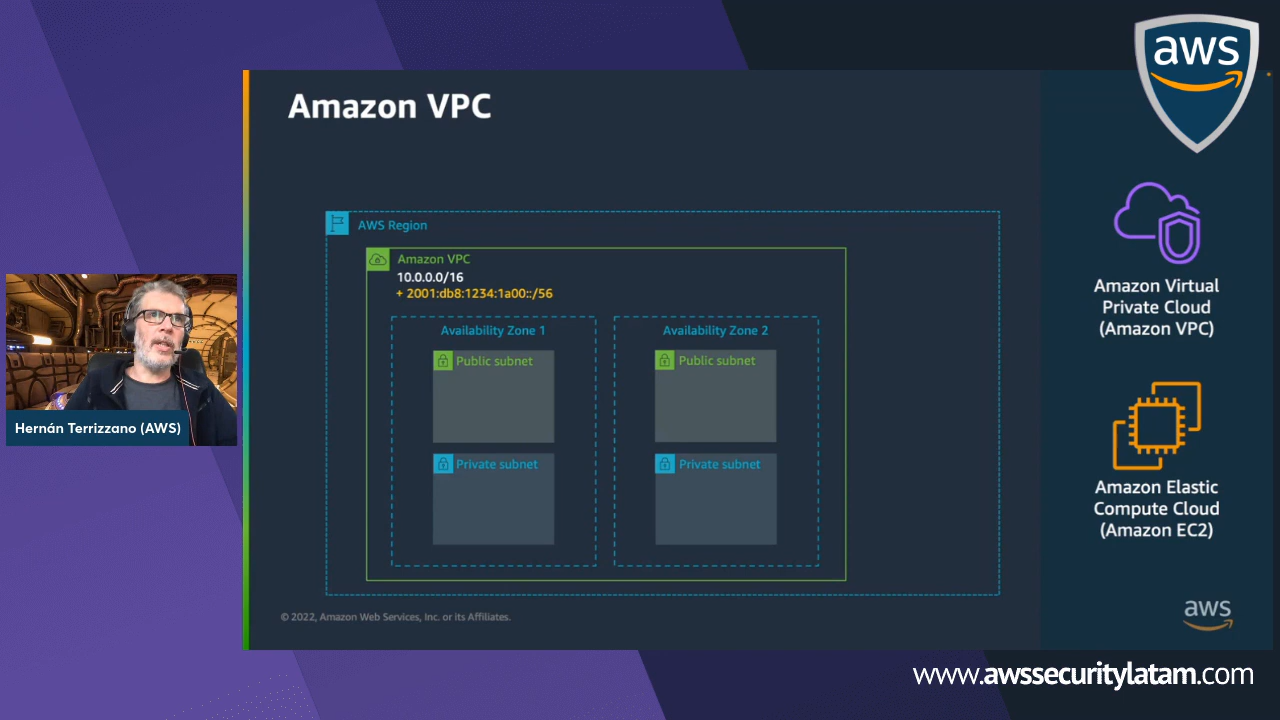 aws
Amazon VPC
AWS Region
Amazon VPC
10.0.0.0/16
+ 2001:db8:1234:1a00::/56
Availability Zone 1
Public subnet
Private subnet
Availability Zone 2
Public subnet
Private subnet
Amazon Virtual
Private Cloud
(Amazon VPC)
Amazon Elastic
Compute Cloud
(Amazon EC2)
Hernán Terrizzano (AWS)
© 2022, Amazon Web Services, Inc. or its Affiliates.
aws
www.awssecuritylatam.com